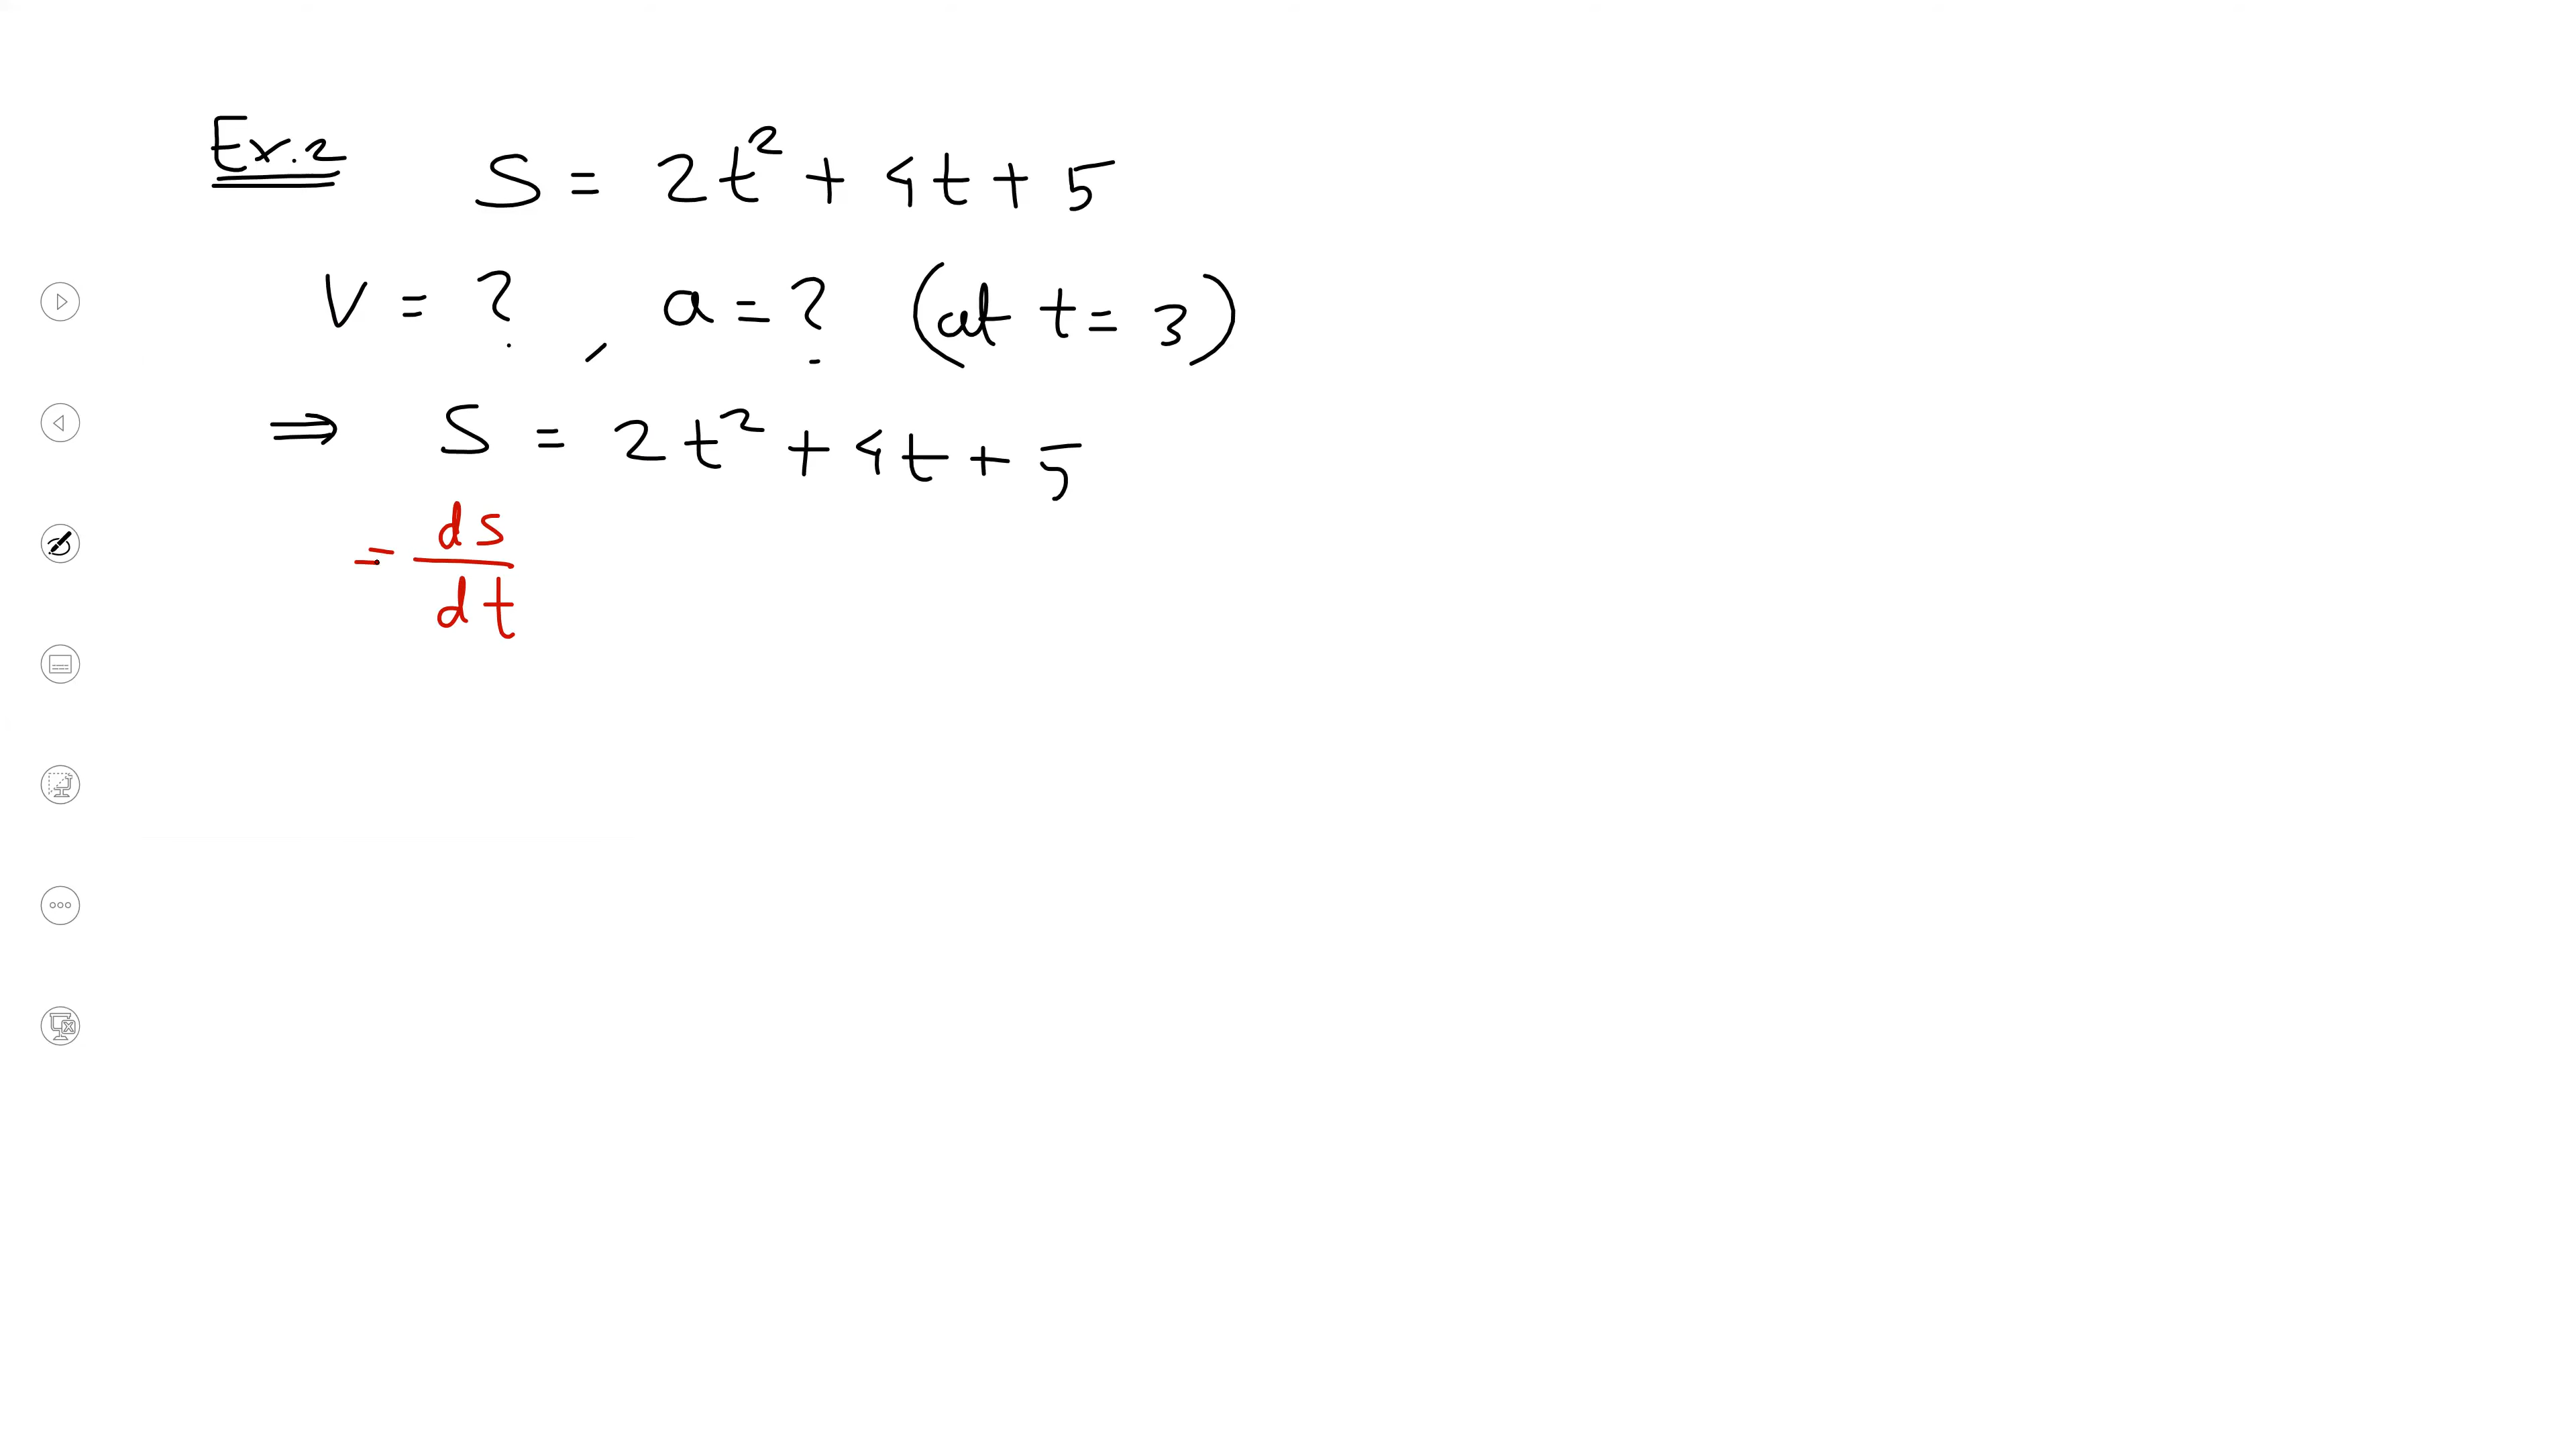 Ex.2 S = 2t² + 4t + 5
V = ? , a = ? (at t = 3)
⇒ S = 2t² + 4t + 5
= ds/dt